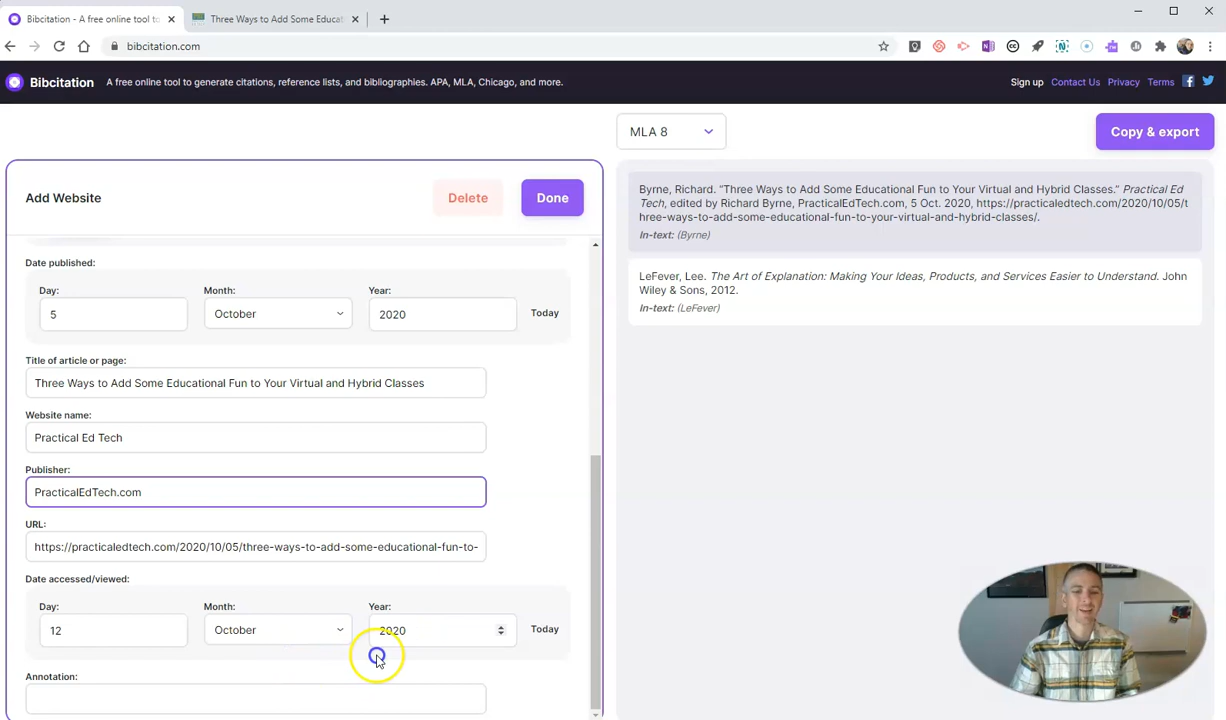 Bibcitation - A free online tool to
Three Ways to Add Some Educat
bibcitation.com
Bibcitation
A free online tool to generate citations, reference lists, and bibliographies. APA, MLA, Chicago, and more.
Sign up Contact Us Privacy Terms
MLA 8
Copy & export
Add Website
Delete
Done
Date published:
Day: Month: Year:
5 October 2020 Today
Title of article or page:
Three Ways to Add Some Educational Fun to Your Virtual and Hybrid Classes
Website name:
Practical Ed Tech
Publisher:
PracticalEdTech.com
URL:
https://practicaledtech.com/2020/10/05/three-ways-to-add-some-educational-fun-to-
Date accessed/viewed:
Day: Month: Year:
12 October 2020 Today
Annotation:
Byrne, Richard. “Three Ways to Add Some Educational Fun to Your Virtual and Hybrid Classes.” Practical Ed
Tech, edited by Richard Byrne, PracticalEdTech.com, 5 Oct. 2020, https://practicaledtech.com/2020/10/05/t
hree-ways-to-add-some-educational-fun-to-your-virtual-and-hybrid-classes/.
In-text: (Byrne)
LeFever, Lee. The Art of Explanation: Making Your Ideas, Products, and Services Easier to Understand. John
Wiley & Sons, 2012.
In-text: (LeFever)